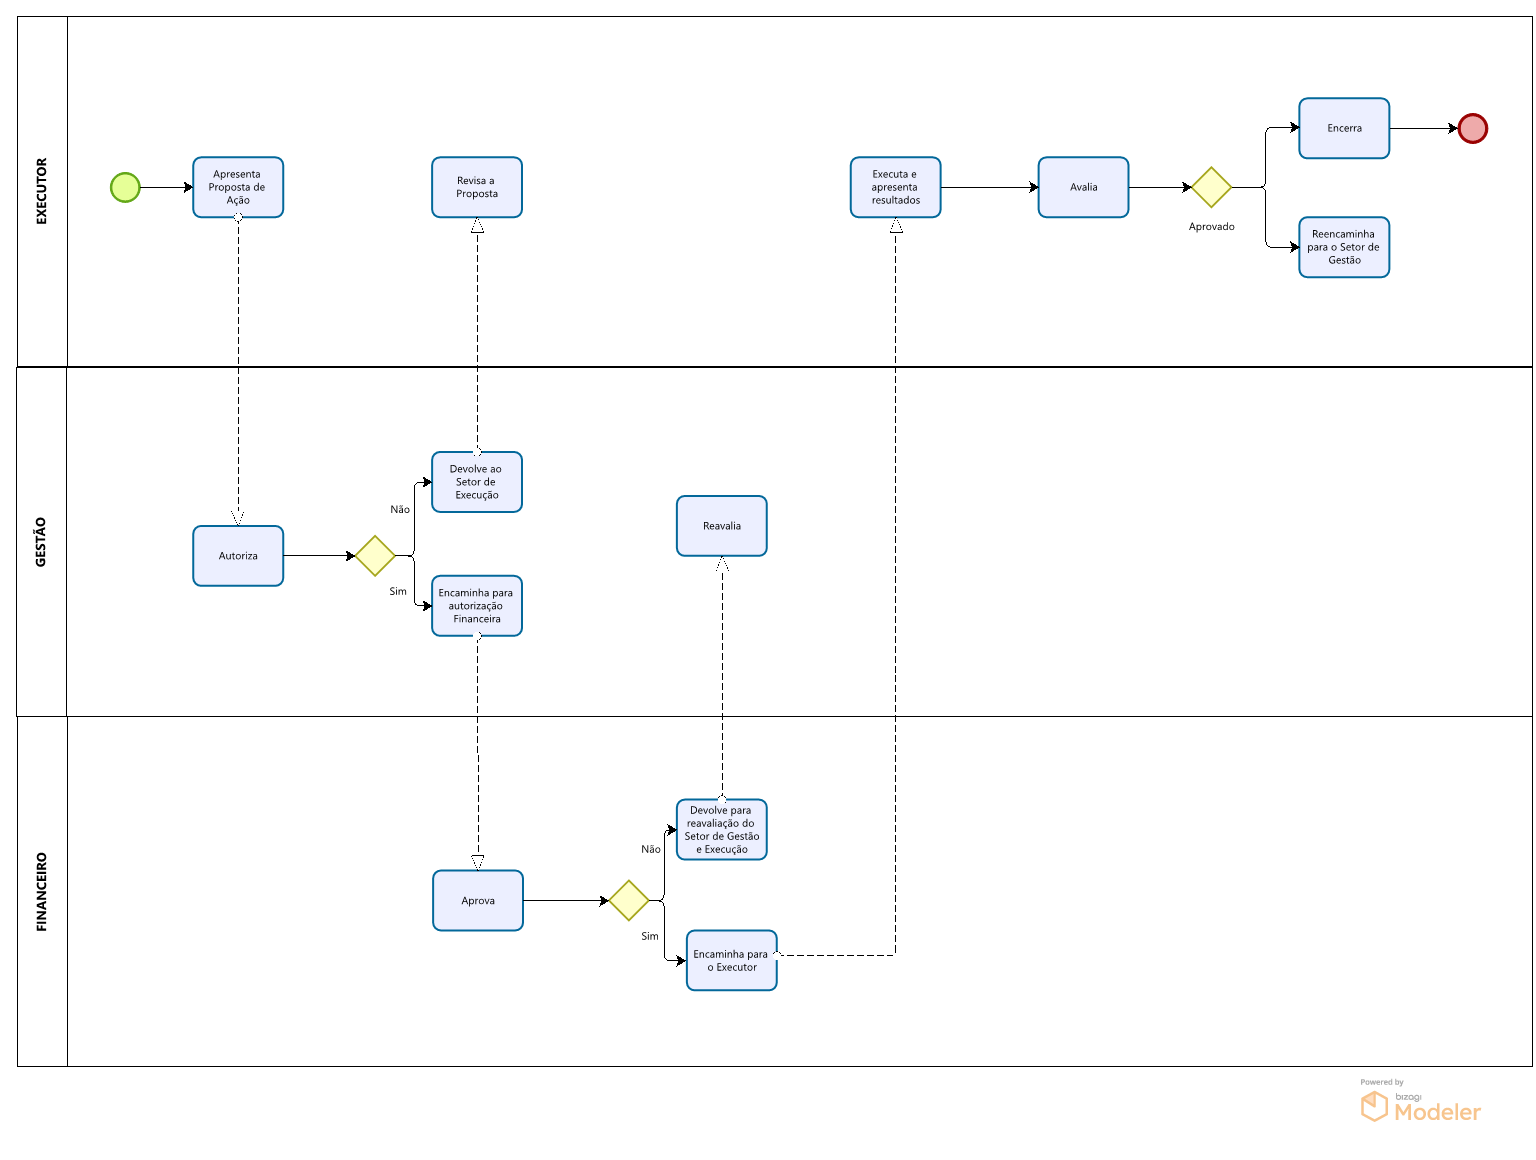 EXECUTOR
Apresenta
Proposta de
Ação
Revisa a
Proposta
Executa e
apresenta
resultados
Avalia
Aprovado
Encerra
Reencaminha
para o Setor de
Gestão
GESTÃO
Autoriza
Não
Sim
Devolve ao
Setor de
Execução
Encaminha para
autorização
Financeira
Reavalia
FINANCEIRO
Aprova
Não
Sim
Devolve para
reavaliação do
Setor de Gestão
e Execução
Encaminha para
o Executor
Powered by
bizagi
Modeler